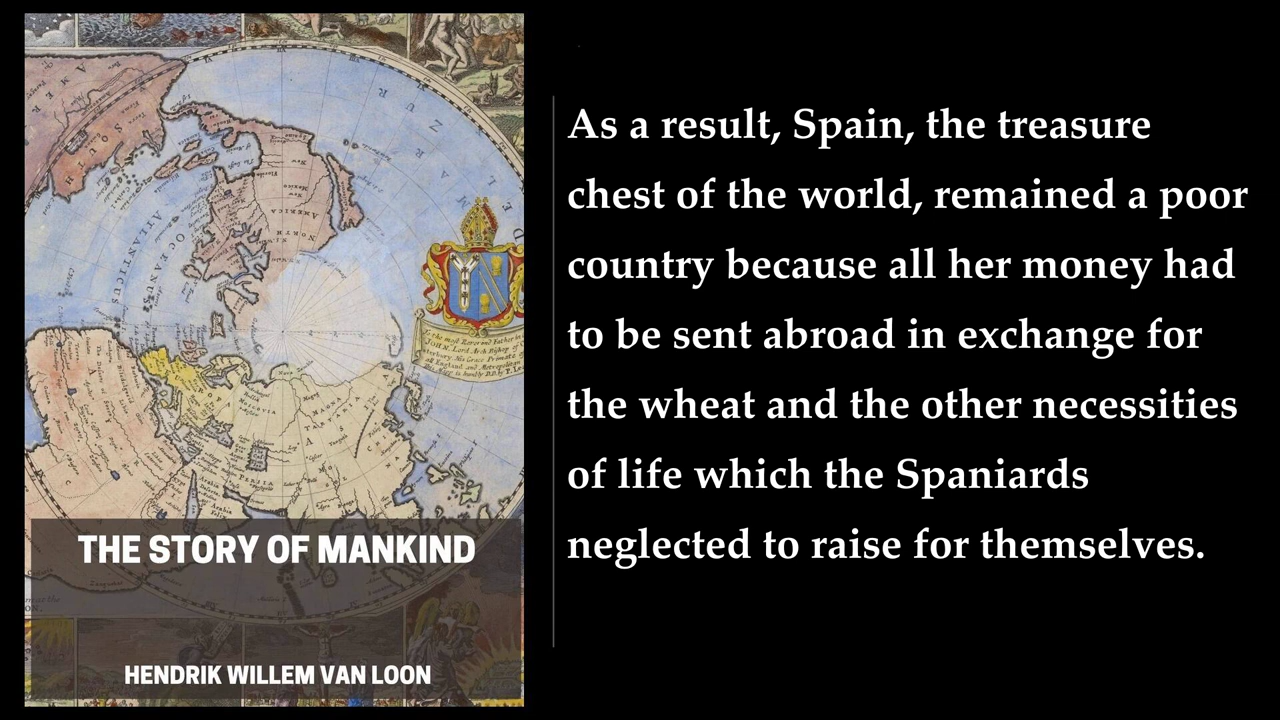 THE STORY OF MANKIND
HENDRIK WILLEM VAN LOON
As a result, Spain, the treasure
chest of the world, remained a poor
country because all her money had
to be sent abroad in exchange for
the wheat and the other necessities
of life which the Spaniards
neglected to raise for themselves.